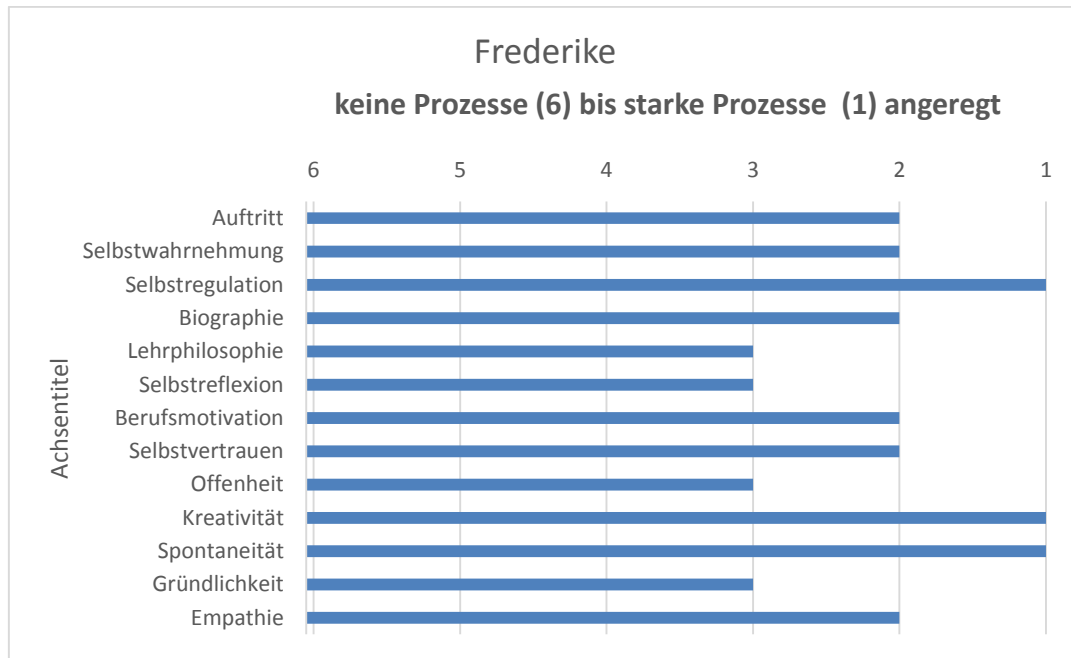 Frederike
keine Prozesse (6) bis starke Prozesse (1) angeregt
6 5 4 3 2 1
Achsentitel
Auftritt
Selbstwahrnehmung
Selbstregulation
Biographie
Lehrphilosophie
Selbstreflexion
Berufsmotivation
Selbstvertrauen
Offenheit
Kreativität
Spontaneität
Gründlichkeit
Empathie